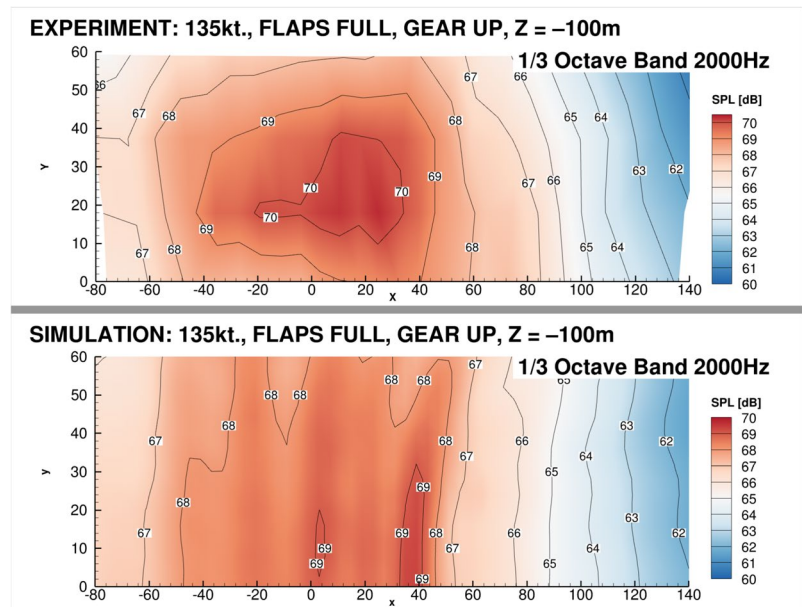 EXPERIMENT: 135kt., FLAPS FULL, GEAR UP, Z = –100m
1/3 Octave Band 2000Hz
SPL [dB]
70
69
68
67
66
65
64
63
62
61
60
60
50
40
30
20
10
0
Y
-80 -60 -40 -20 0 20 40 60 80 100 120 140
X
67 66
67 68 69 68 65 64
63 62
70 70 69 67 66
70
69
67 68 68 65 64
SIMULATION: 135kt., FLAPS FULL, GEAR UP, Z = –100m
1/3 Octave Band 2000Hz
SPL [dB]
70
69
68
67
66
65
64
63
62
61
60
60
50
40
30
20
10
0
y
-80 -60 -40 -20 0 20 40 60 80 100 120 140
x
67
68 68 68 68
67 68 68 66 63 62
67 65 64
68 69
63
67 69 68 75 62
69 67 64
69 65
69